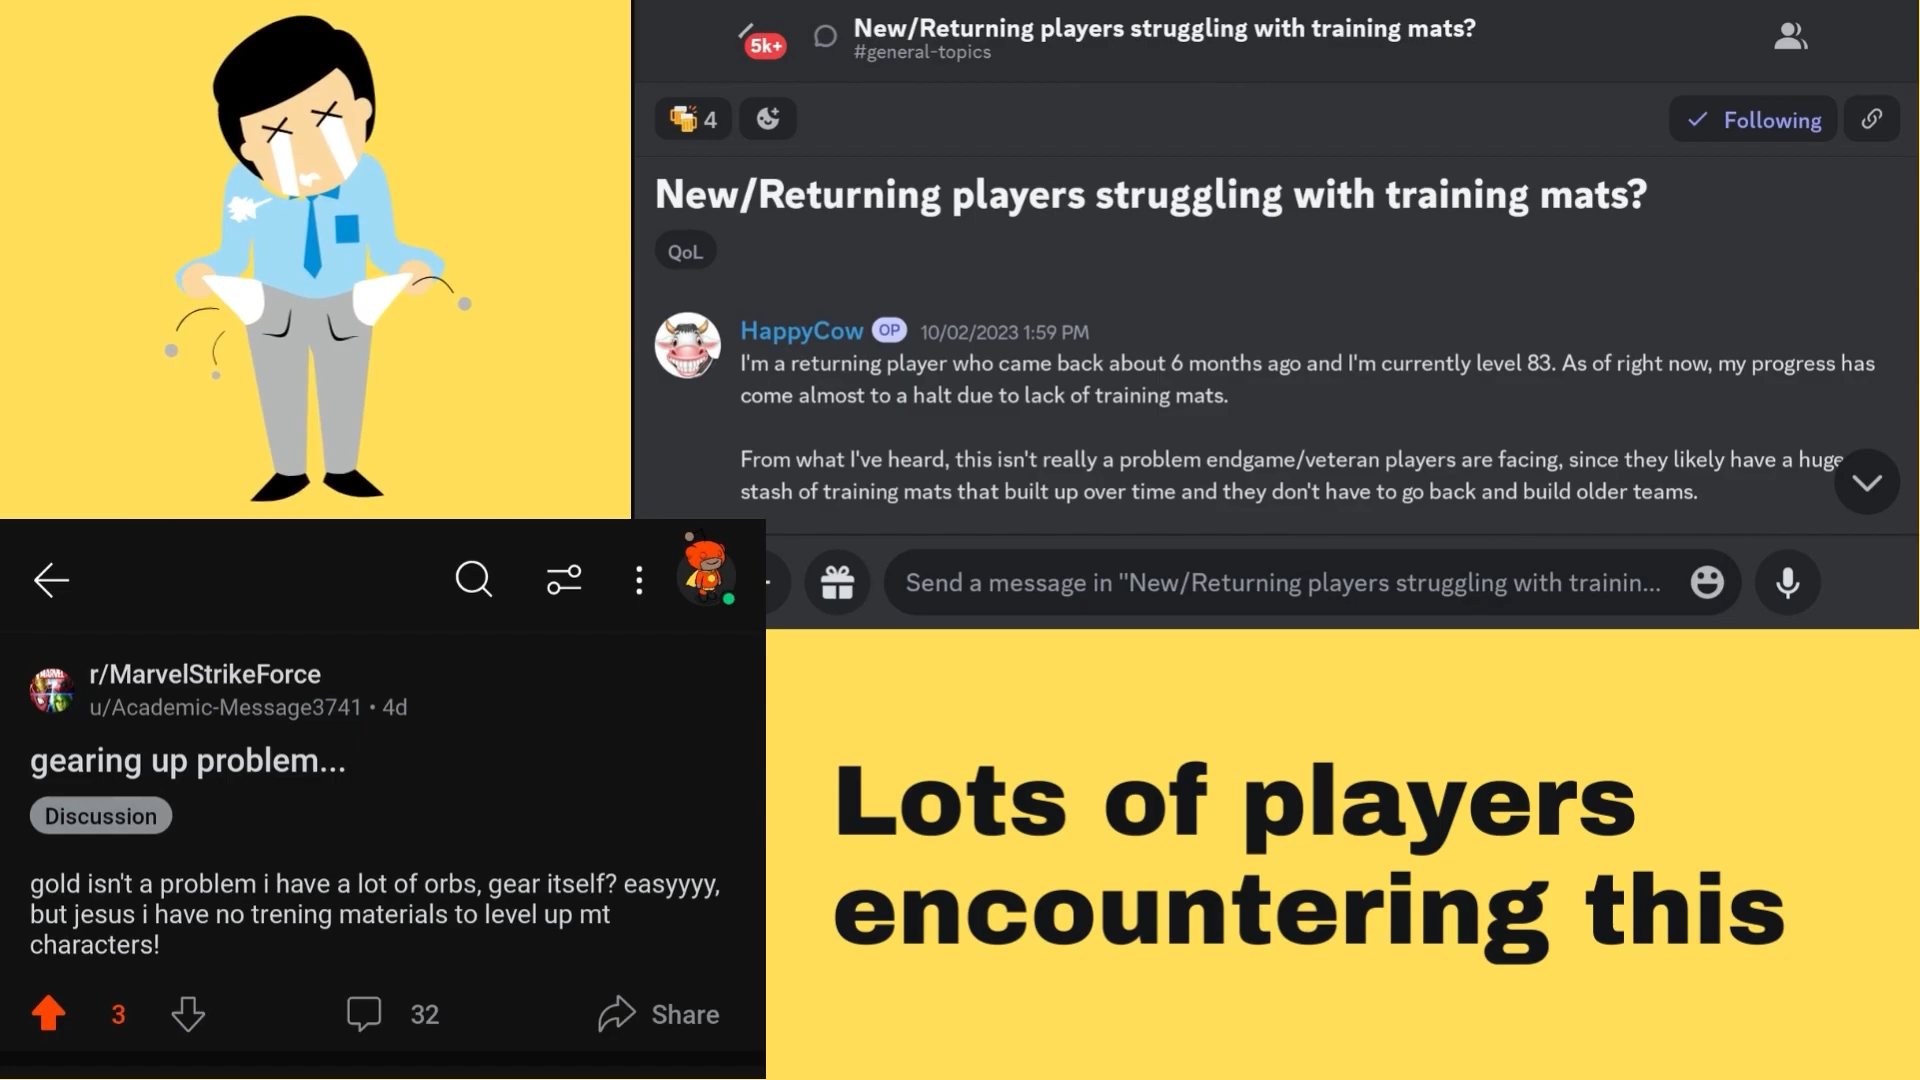 5k+
New/Returning players struggling with training mats?
#general-topics
4
Following
New/Returning players struggling with training mats?
QoL
HappyCow OP 10/02/2023 1:59 PM
I'm a returning player who came back about 6 months ago and I'm currently level 83. As of right now, my progress has
come almost to a halt due to lack of training mats.
From what I've heard, this isn't really a problem endgame/veteran players are facing, since they likely have a huge
stash of training mats that built up over time and they don't have to go back and build older teams.
Send a message in "New/Returning players struggling with trainin...
r/MarvelStrikeForce
u/Academic-Message3741 • 4d
gearing up problem...
Discussion
gold isn't a problem i have a lot of orbs, gear itself? easyyyy,
but jesus i have no trening materials to level up mt
characters!
3
32
Share
Lots of players
encountering this